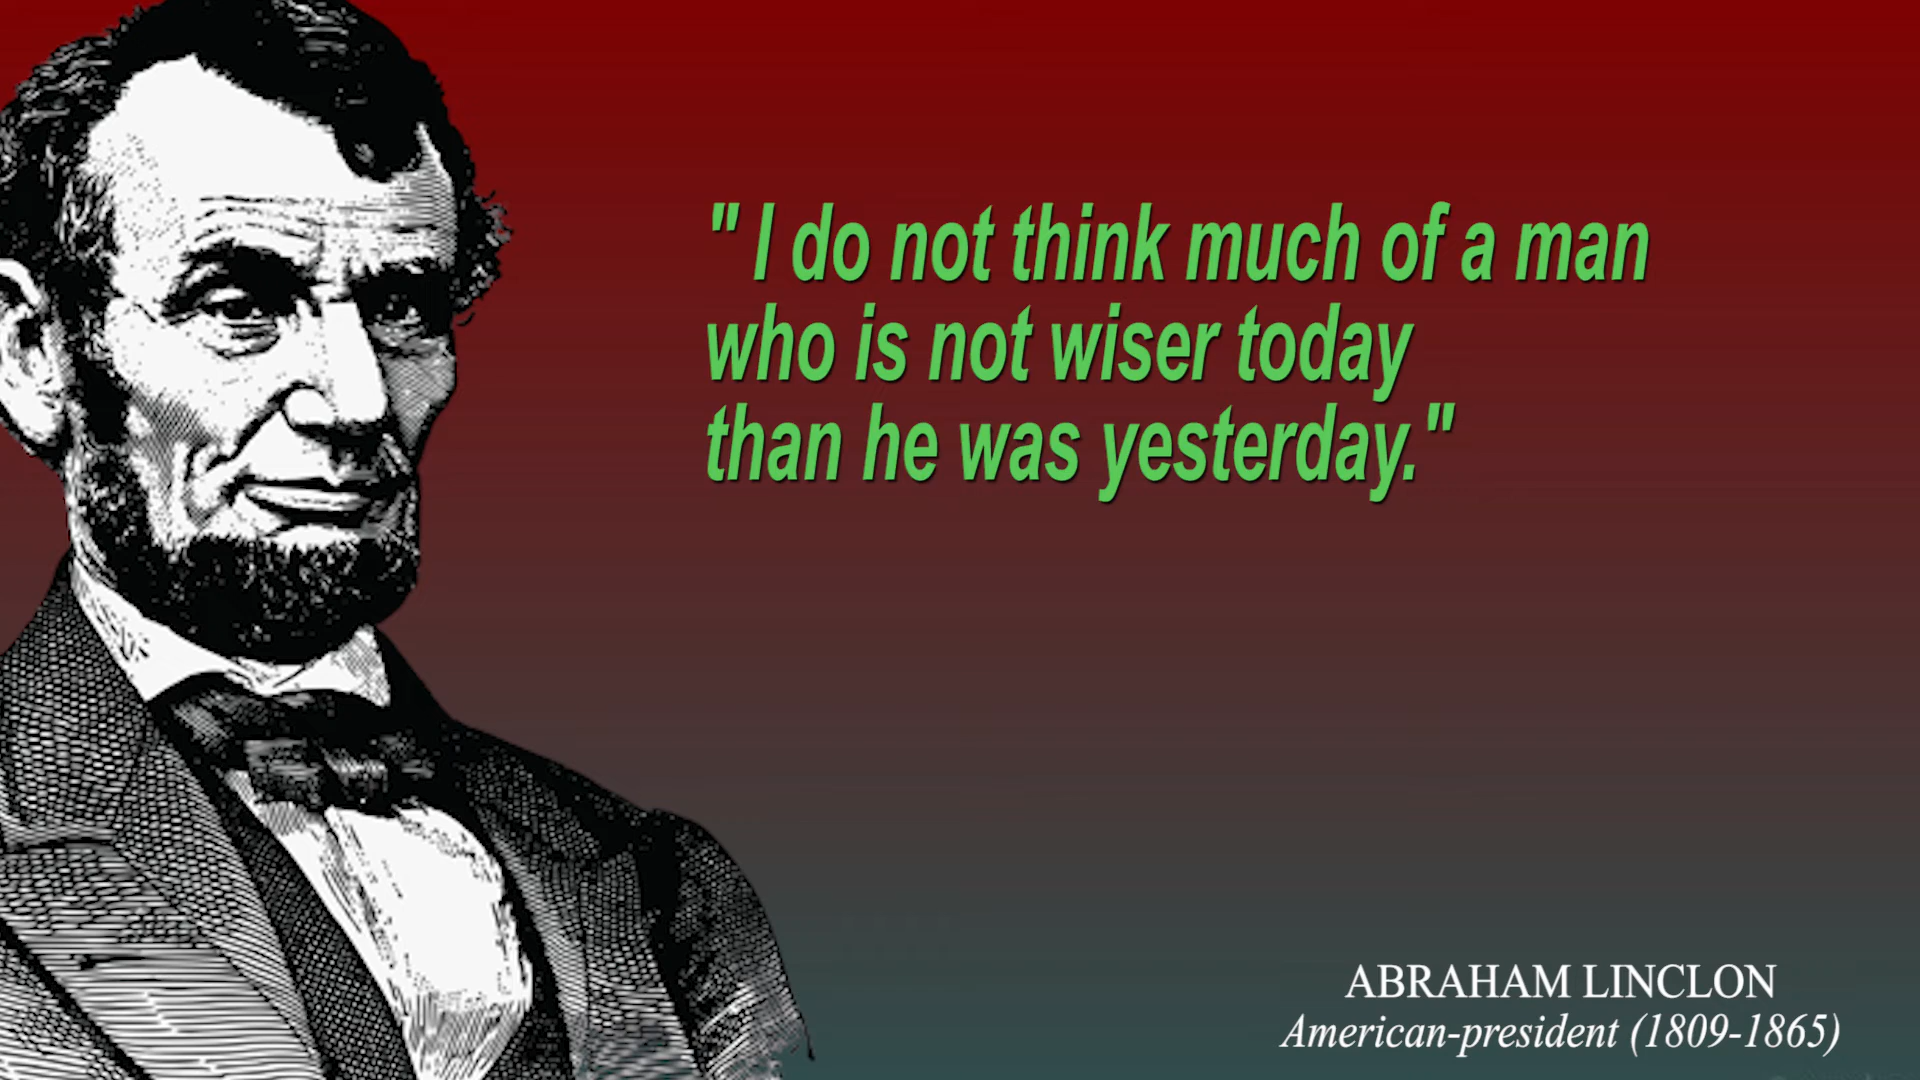 " I do not think much of a man
who is not wiser today
than he was yesterday."
ABRAHAM LINCLON
American-president (1809-1865)